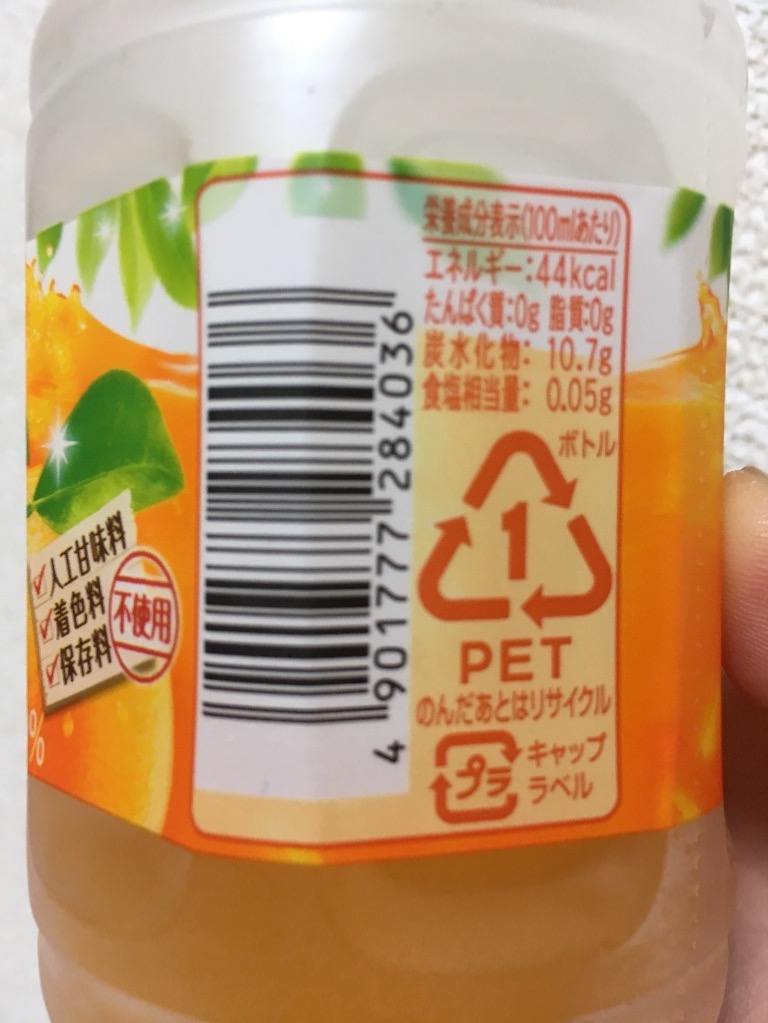 栄養成分表示(100mlあたり)
エネルギー:44kcal
たんぱく質:0g 脂質:0g
炭水化物: 10.7g
食塩相当量: 0.05g
ボトル
1
PET
のんだあとはリサイクル
プラ
キャップ
ラベル
4 901777 284036
人工甘味料
着色料
保存料
不使用
%